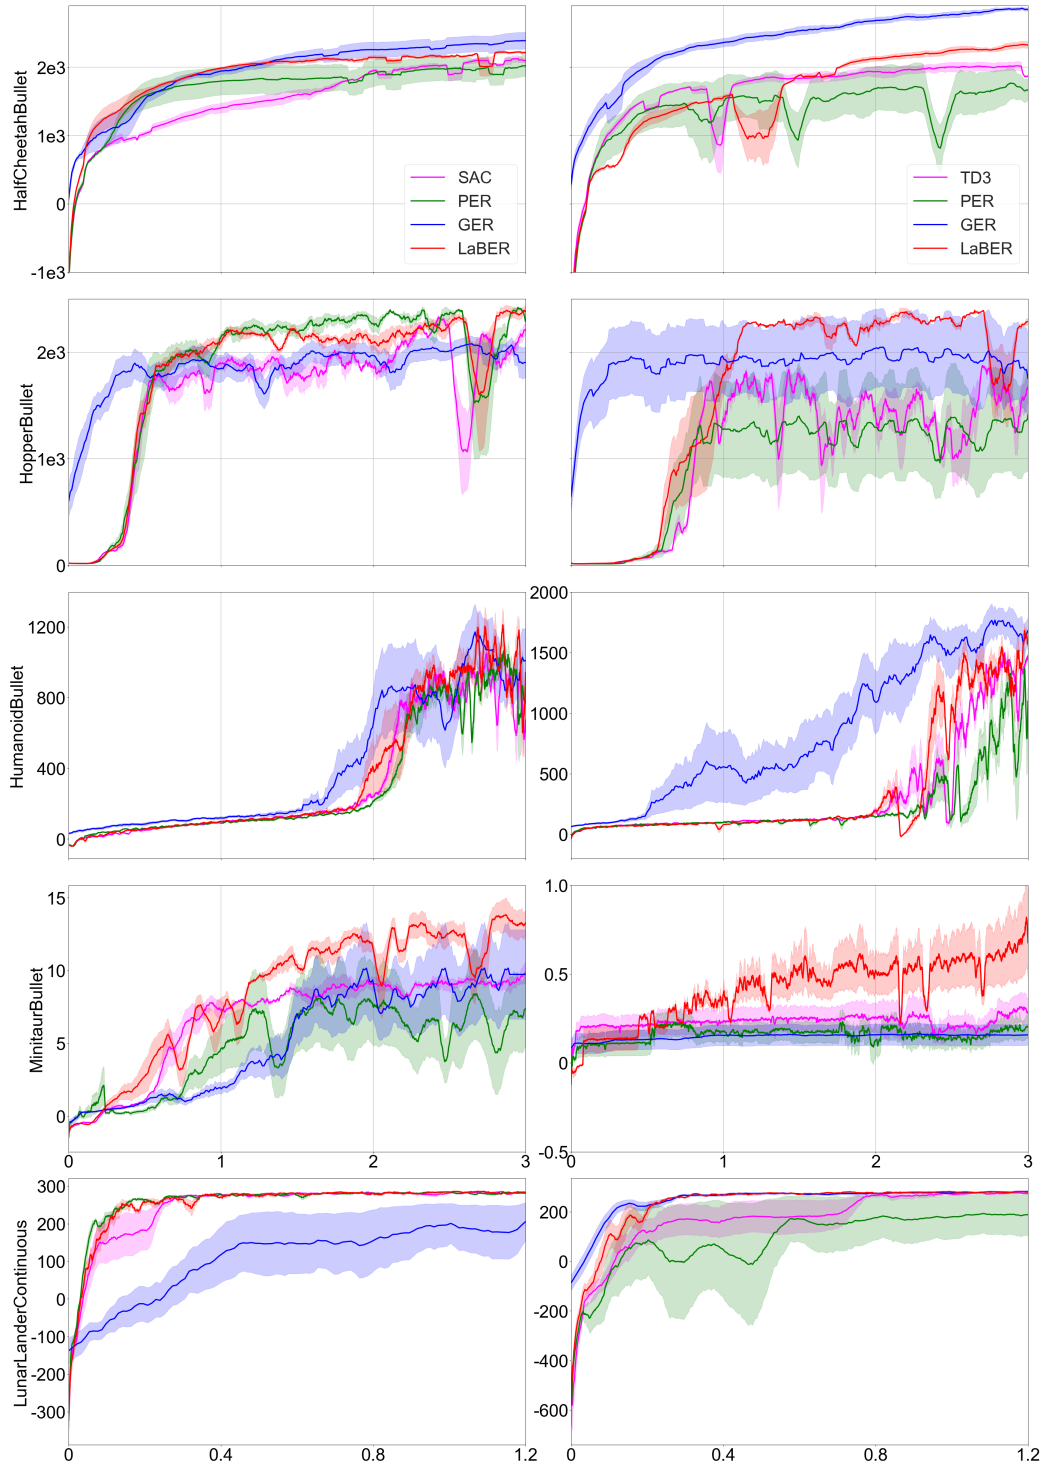 HalfCheetahBullet
2e3
1e3
0
-1e3
SAC
PER
GER
LaBER
TD3
PER
GER
LaBER
HopperBullet
2e3
1e3
0
HumanoidBullet
1200
800
400
0
2000
1500
1000
500
0
MinitaurBullet
15
10
5
0
0 1 2 3
1.0
0.5
0
-0.5
0 1 2 3
LunarLanderContinuous
300
200
100
0
-100
-200
-300
0 0.4 0.8 1.2
200
0
-200
-400
-600
0 0.4 0.8 1.2